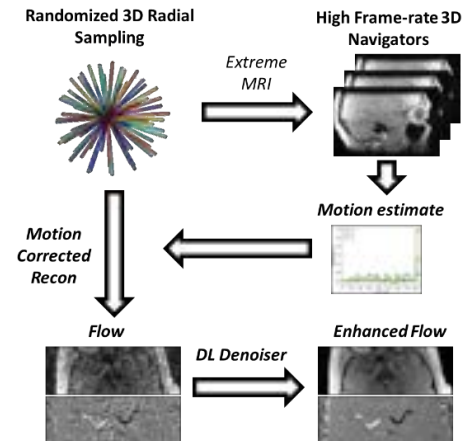 Randomized 3D Radial
Sampling
Extreme
MRI
High Frame-rate 3D
Navigators
Motion estimate
Motion
Corrected
Recon
Flow
DL Denoiser
Enhanced Flow